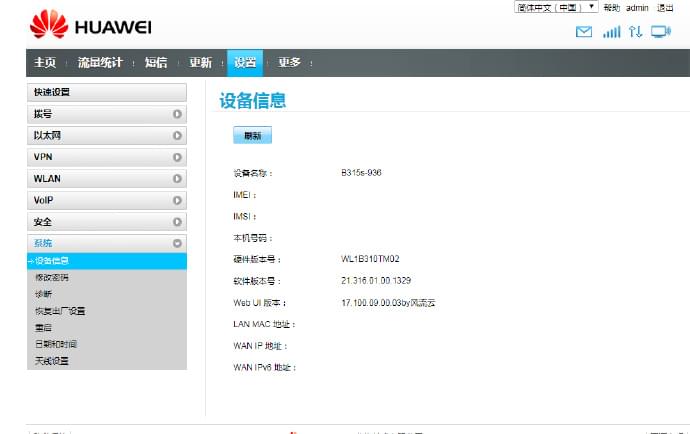 简体中文（中国） 帮助 admin 退出
HUAWEI
主页 流量统计 短信 更新 设置 更多
快速设置
拨号
以太网
VPN
WLAN
VoIP
安全
系统
设备信息
修改密码
诊断
恢复出厂设置
重启
日期和时间
天线设置
设备信息
刷新
设备名称： B315s-936
IMEI：
IMSI：
本机号码：
硬件版本号： WL1B310TM02
软件版本号： 21.316.01.00.1329
Web UI 版本： 17.100.09.00.03by风流云
LAN MAC 地址：
WAN IP 地址：
WAN IPv6 地址：